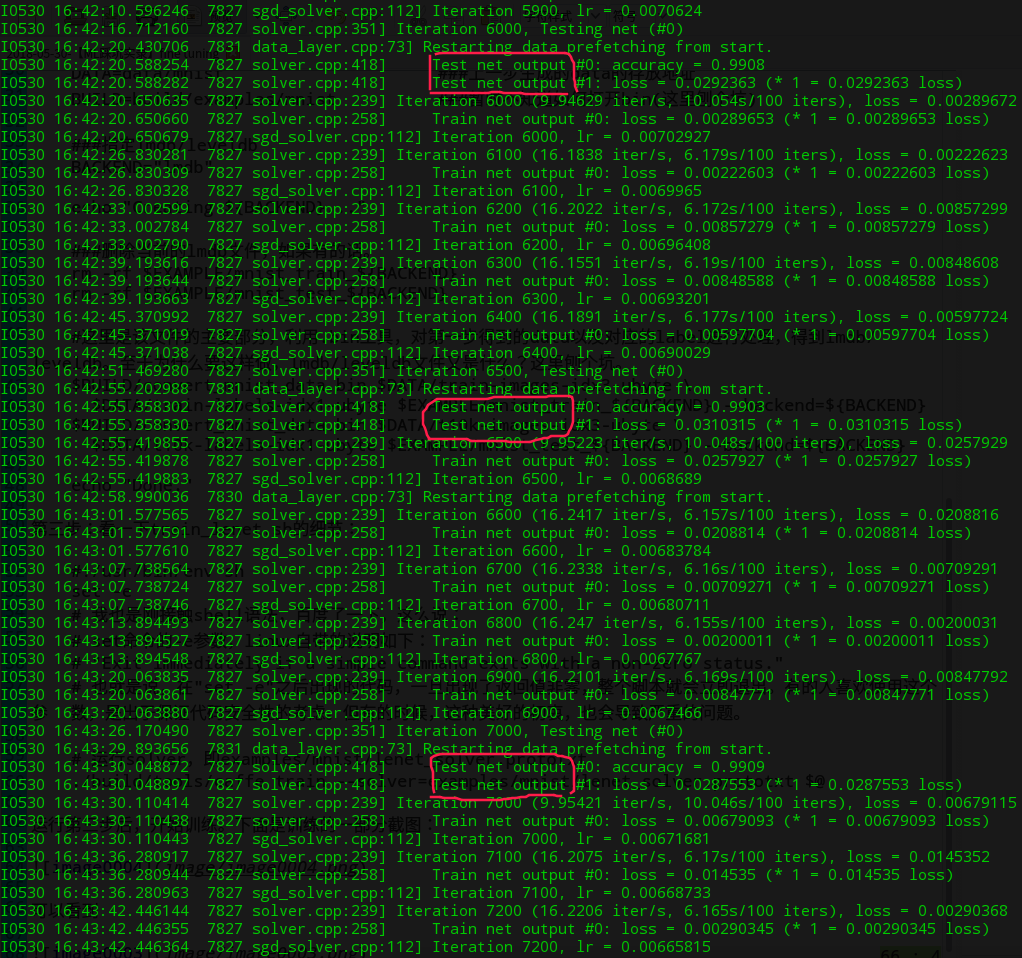 I0530 16:42:10.596246  7827 sgd_solver.cpp:112] Iteration 5900, lr = 0.0070624
I0530 16:42:16.712160  7827 solver.cpp:351] Iteration 6000, Testing net (#0)
I0530 16:42:20.430700  7831 data_layer.cpp:73] Restarting data prefetching from start.
I0530 16:42:20.588254  7827 solver.cpp:418]     Test net output #0: accuracy = 0.9908
I0530 16:42:20.588282  7827 solver.cpp:418]     Test net output #1: loss = 0.0292363 (* 1 = 0.0292363 loss)
I0530 16:42:20.650635  7827 solver.cpp:239] Iteration 6000 (9.94629 iter/s, 10.054s/100 iters), loss = 0.00289672
I0530 16:42:20.650660  7827 solver.cpp:258]     Train net output #0: loss = 0.00289653 (* 1 = 0.00289653 loss)
I0530 16:42:20.650679  7827 sgd_solver.cpp:112] Iteration 6000, lr = 0.00702927
I0530 16:42:26.830281  7827 solver.cpp:239] Iteration 6100 (16.1838 iter/s, 6.179s/100 iters), loss = 0.00222623
I0530 16:42:26.830309  7827 solver.cpp:258]     Train net output #0: loss = 0.00222603 (* 1 = 0.00222603 loss)
I0530 16:42:26.830328  7827 sgd_solver.cpp:112] Iteration 6100, lr = 0.0069965
I0530 16:42:33.002599  7827 solver.cpp:239] Iteration 6200 (16.2022 iter/s, 6.172s/100 iters), loss = 0.00857299
I0530 16:42:33.002784  7827 solver.cpp:258]     Train net output #0: loss = 0.00857279 (* 1 = 0.00857279 loss)
I0530 16:42:33.002790  7827 sgd_solver.cpp:112] Iteration 6200, lr = 0.00696408
I0530 16:42:39.193616  7827 solver.cpp:239] Iteration 6300 (16.1551 iter/s, 6.19s/100 iters), loss = 0.00848608
I0530 16:42:39.193644  7827 solver.cpp:258]     Train net output #0: loss = 0.00848588 (* 1 = 0.00848588 loss)
I0530 16:42:39.193663  7827 sgd_solver.cpp:112] Iteration 6300, lr = 0.00693201
I0530 16:42:45.370992  7827 solver.cpp:239] Iteration 6400 (16.1891 iter/s, 6.177s/100 iters), loss = 0.00597724
I0530 16:42:45.371019  7827 solver.cpp:258]     Train net output #0: loss = 0.00597704 (* 1 = 0.00597704 loss)
I0530 16:42:45.371038  7827 sgd_solver.cpp:112] Iteration 6400, lr = 0.00690029
I0530 16:42:51.469280  7827 solver.cpp:351] Iteration 6500, Testing net (#0)
I0530 16:42:55.202988  7831 data_layer.cpp:73] Restarting data prefetching from start.
I0530 16:42:55.358302  7827 solver.cpp:418]     Test net output #0: accuracy = 0.9903
I0530 16:42:55.358330  7827 solver.cpp:418]     Test net output #1: loss = 0.0310315 (* 1 = 0.0310315 loss)
I0530 16:42:55.419855  7827 solver.cpp:239] Iteration 6500 (9.95223 iter/s, 10.048s/100 iters), loss = 0.0257929
I0530 16:42:55.419878  7827 solver.cpp:258]     Train net output #0: loss = 0.0257927 (* 1 = 0.0257927 loss)
I0530 16:42:55.419883  7827 sgd_solver.cpp:112] Iteration 6500, lr = 0.0068689
I0530 16:42:58.990036  7830 data_layer.cpp:73] Restarting data prefetching from start.
I0530 16:43:01.577565  7827 solver.cpp:239] Iteration 6600 (16.2417 iter/s, 6.157s/100 iters), loss = 0.0208816
I0530 16:43:01.577591  7827 solver.cpp:258]     Train net output #0: loss = 0.0208814 (* 1 = 0.0208814 loss)
I0530 16:43:01.577610  7827 sgd_solver.cpp:112] Iteration 6600, lr = 0.00683784
I0530 16:43:07.738564  7827 solver.cpp:239] Iteration 6700 (16.2338 iter/s, 6.16s/100 iters), loss = 0.00709291
I0530 16:43:07.738724  7827 solver.cpp:258]     Train net output #0: loss = 0.00709271 (* 1 = 0.00709271 loss)
I0530 16:43:07.738746  7827 sgd_solver.cpp:112] Iteration 6700, lr = 0.00680711
I0530 16:43:13.894493  7827 solver.cpp:239] Iteration 6800 (16.247 iter/s, 6.155s/100 iters), loss = 0.00200031
I0530 16:43:13.894527  7827 solver.cpp:258]     Train net output #0: loss = 0.00200011 (* 1 = 0.00200011 loss)
I0530 16:43:13.894547  7827 sgd_solver.cpp:112] Iteration 6800, lr = 0.0067767
I0530 16:43:20.063835  7827 solver.cpp:239] Iteration 6900 (16.2101 iter/s, 6.169s/100 iters), loss = 0.00847792
I0530 16:43:20.063861  7827 solver.cpp:258]     Train net output #0: loss = 0.00847771 (* 1 = 0.00847771 loss)
I0530 16:43:20.063880  7827 sgd_solver.cpp:112] Iteration 6900, lr = 0.0067466
I0530 16:43:26.170490  7827 solver.cpp:351] Iteration 7000, Testing net (#0)
I0530 16:43:29.893656  7831 data_layer.cpp:73] Restarting data prefetching from start.
I0530 16:43:30.048872  7827 solver.cpp:418]     Test net output #0: accuracy = 0.9909
I0530 16:43:30.048897  7827 solver.cpp:418]     Test net output #1: loss = 0.0287553 (* 1 = 0.0287553 loss)
I0530 16:43:30.110414  7827 solver.cpp:239] Iteration 7000 (9.95421 iter/s, 10.046s/100 iters), loss = 0.00679115
I0530 16:43:30.110438  7827 solver.cpp:258]     Train net output #0: loss = 0.00679093 (* 1 = 0.00679093 loss)
I0530 16:43:30.110443  7827 sgd_solver.cpp:112] Iteration 7000, lr = 0.00671681
I0530 16:43:36.280917  7827 solver.cpp:239] Iteration 7100 (16.2075 iter/s, 6.17s/100 iters), loss = 0.0145352
I0530 16:43:36.280944  7827 solver.cpp:258]     Train net output #0: loss = 0.014535 (* 1 = 0.014535 loss)
I0530 16:43:36.280963  7827 sgd_solver.cpp:112] Iteration 7100, lr = 0.00668733
I0530 16:43:42.446144  7827 solver.cpp:239] Iteration 7200 (16.2206 iter/s, 6.165s/100 iters), loss = 0.00290368
I0530 16:43:42.446355  7827 solver.cpp:258]     Train net output #0: loss = 0.00290345 (* 1 = 0.00290345 loss)
I0530 16:43:42.446364  7827 sgd_solver.cpp:112] Iteration 7200, lr = 0.00665815